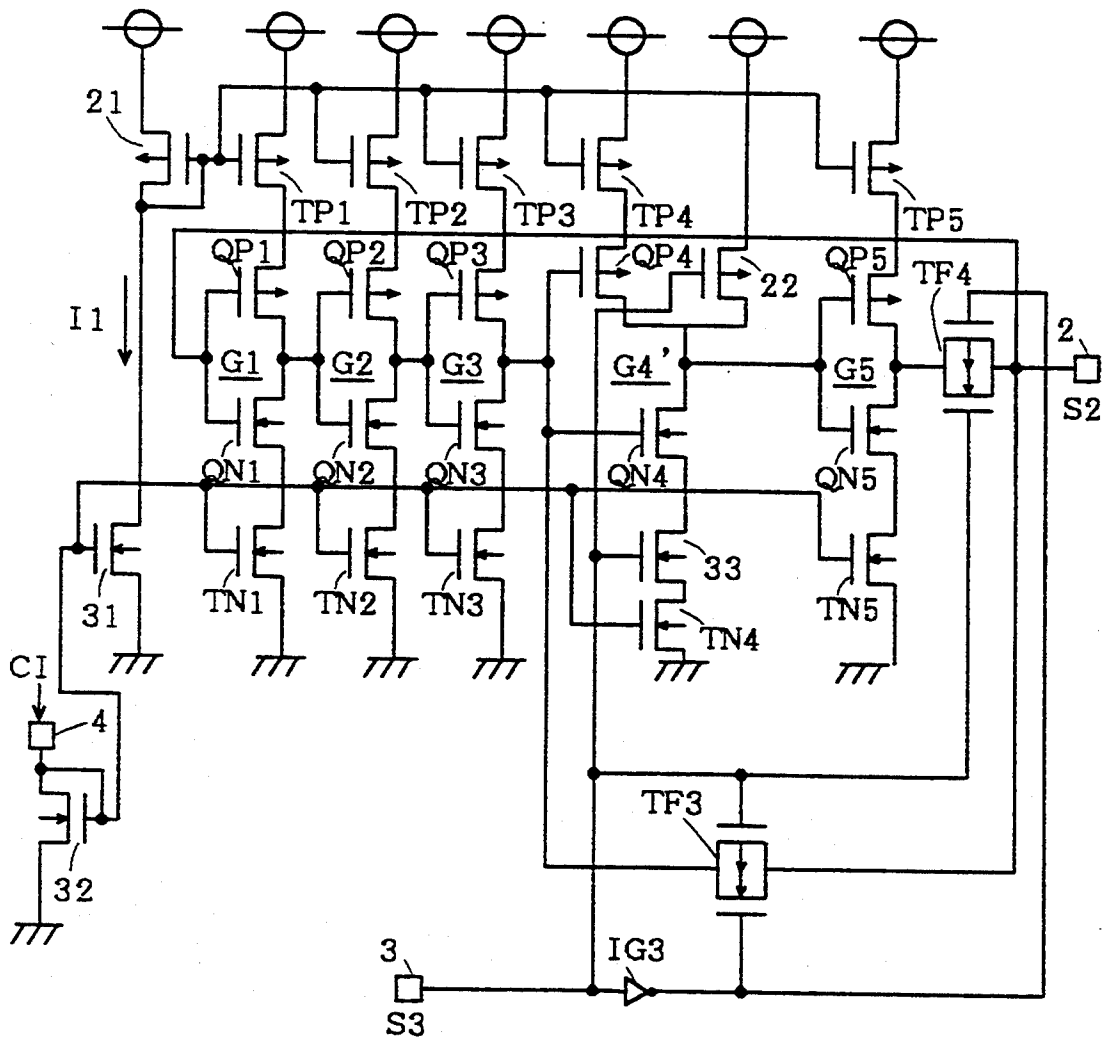 21
TP1
TP2
TP3
TP4
TP5
QP1
QP2
QP3
QP4
22
QP5
TF4
I1
2
G1
G2
G3
G4'
G5
S2
QN1
QN2
QN3
QN4
QN5
31
TN1
TN2
TN3
33
TN4
TN5
CI
4
TF3
32
3
IG3
S3